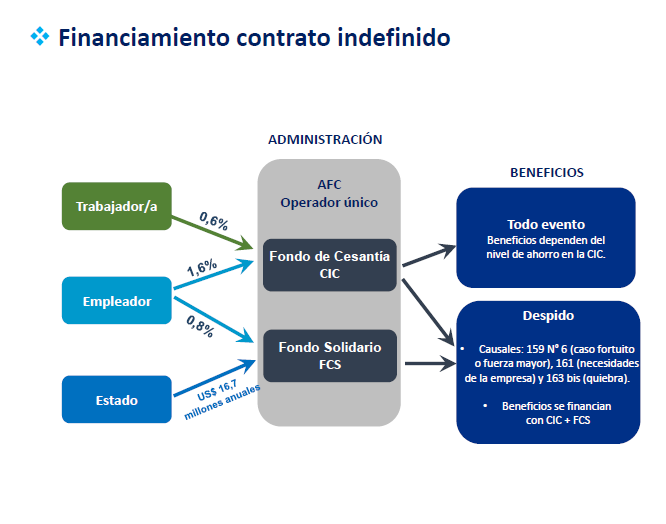 Financiamiento contrato indefinido
ADMINISTRACIÓN
BENEFICIOS
AFC
Operador único
Trabajador/a
0,6%
Fondo de Cesantía
CIC
1,6%
Empleador
0,8%
Fondo Solidario
FCS
Estado
US$ 16,7
millones anuales
Todo evento
Beneficios dependen del
nivel de ahorro en la CIC.
Despido
• Causales: 159 N° 6 (caso fortuito
o fuerza mayor), 161 (necesidades
de la empresa) y 163 bis (quiebra).
• Beneficios se financian
con CIC + FCS